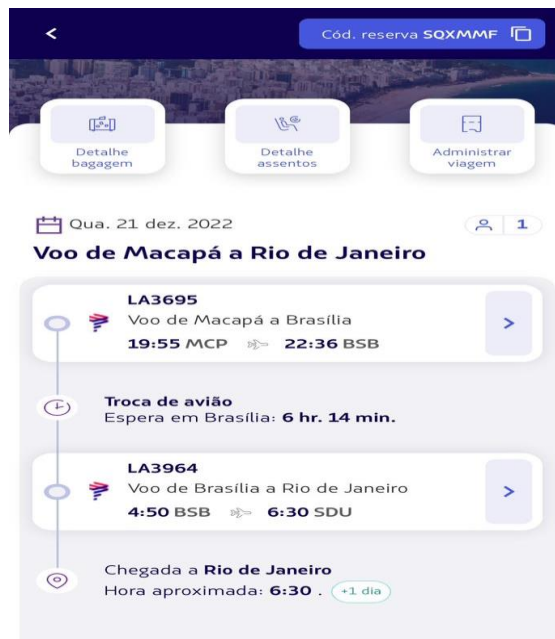 Cód. reserva SQXMMF
Detalhe
bagagem
Detalhe
assentos
Administrar
viagem
Qua. 21 dez. 2022
1
Voo de Macapá a Rio de Janeiro
LA3695
Voo de Macapá a Brasília
19:55 MCP 22:36 BSB
Troca de avião
Espera em Brasília: 6 hr. 14 min.
LA3964
Voo de Brasília a Rio de Janeiro
4:50 BSB 6:30 SDU
Chegada a Rio de Janeiro
Hora aproximada: 6:30 . +1 dia